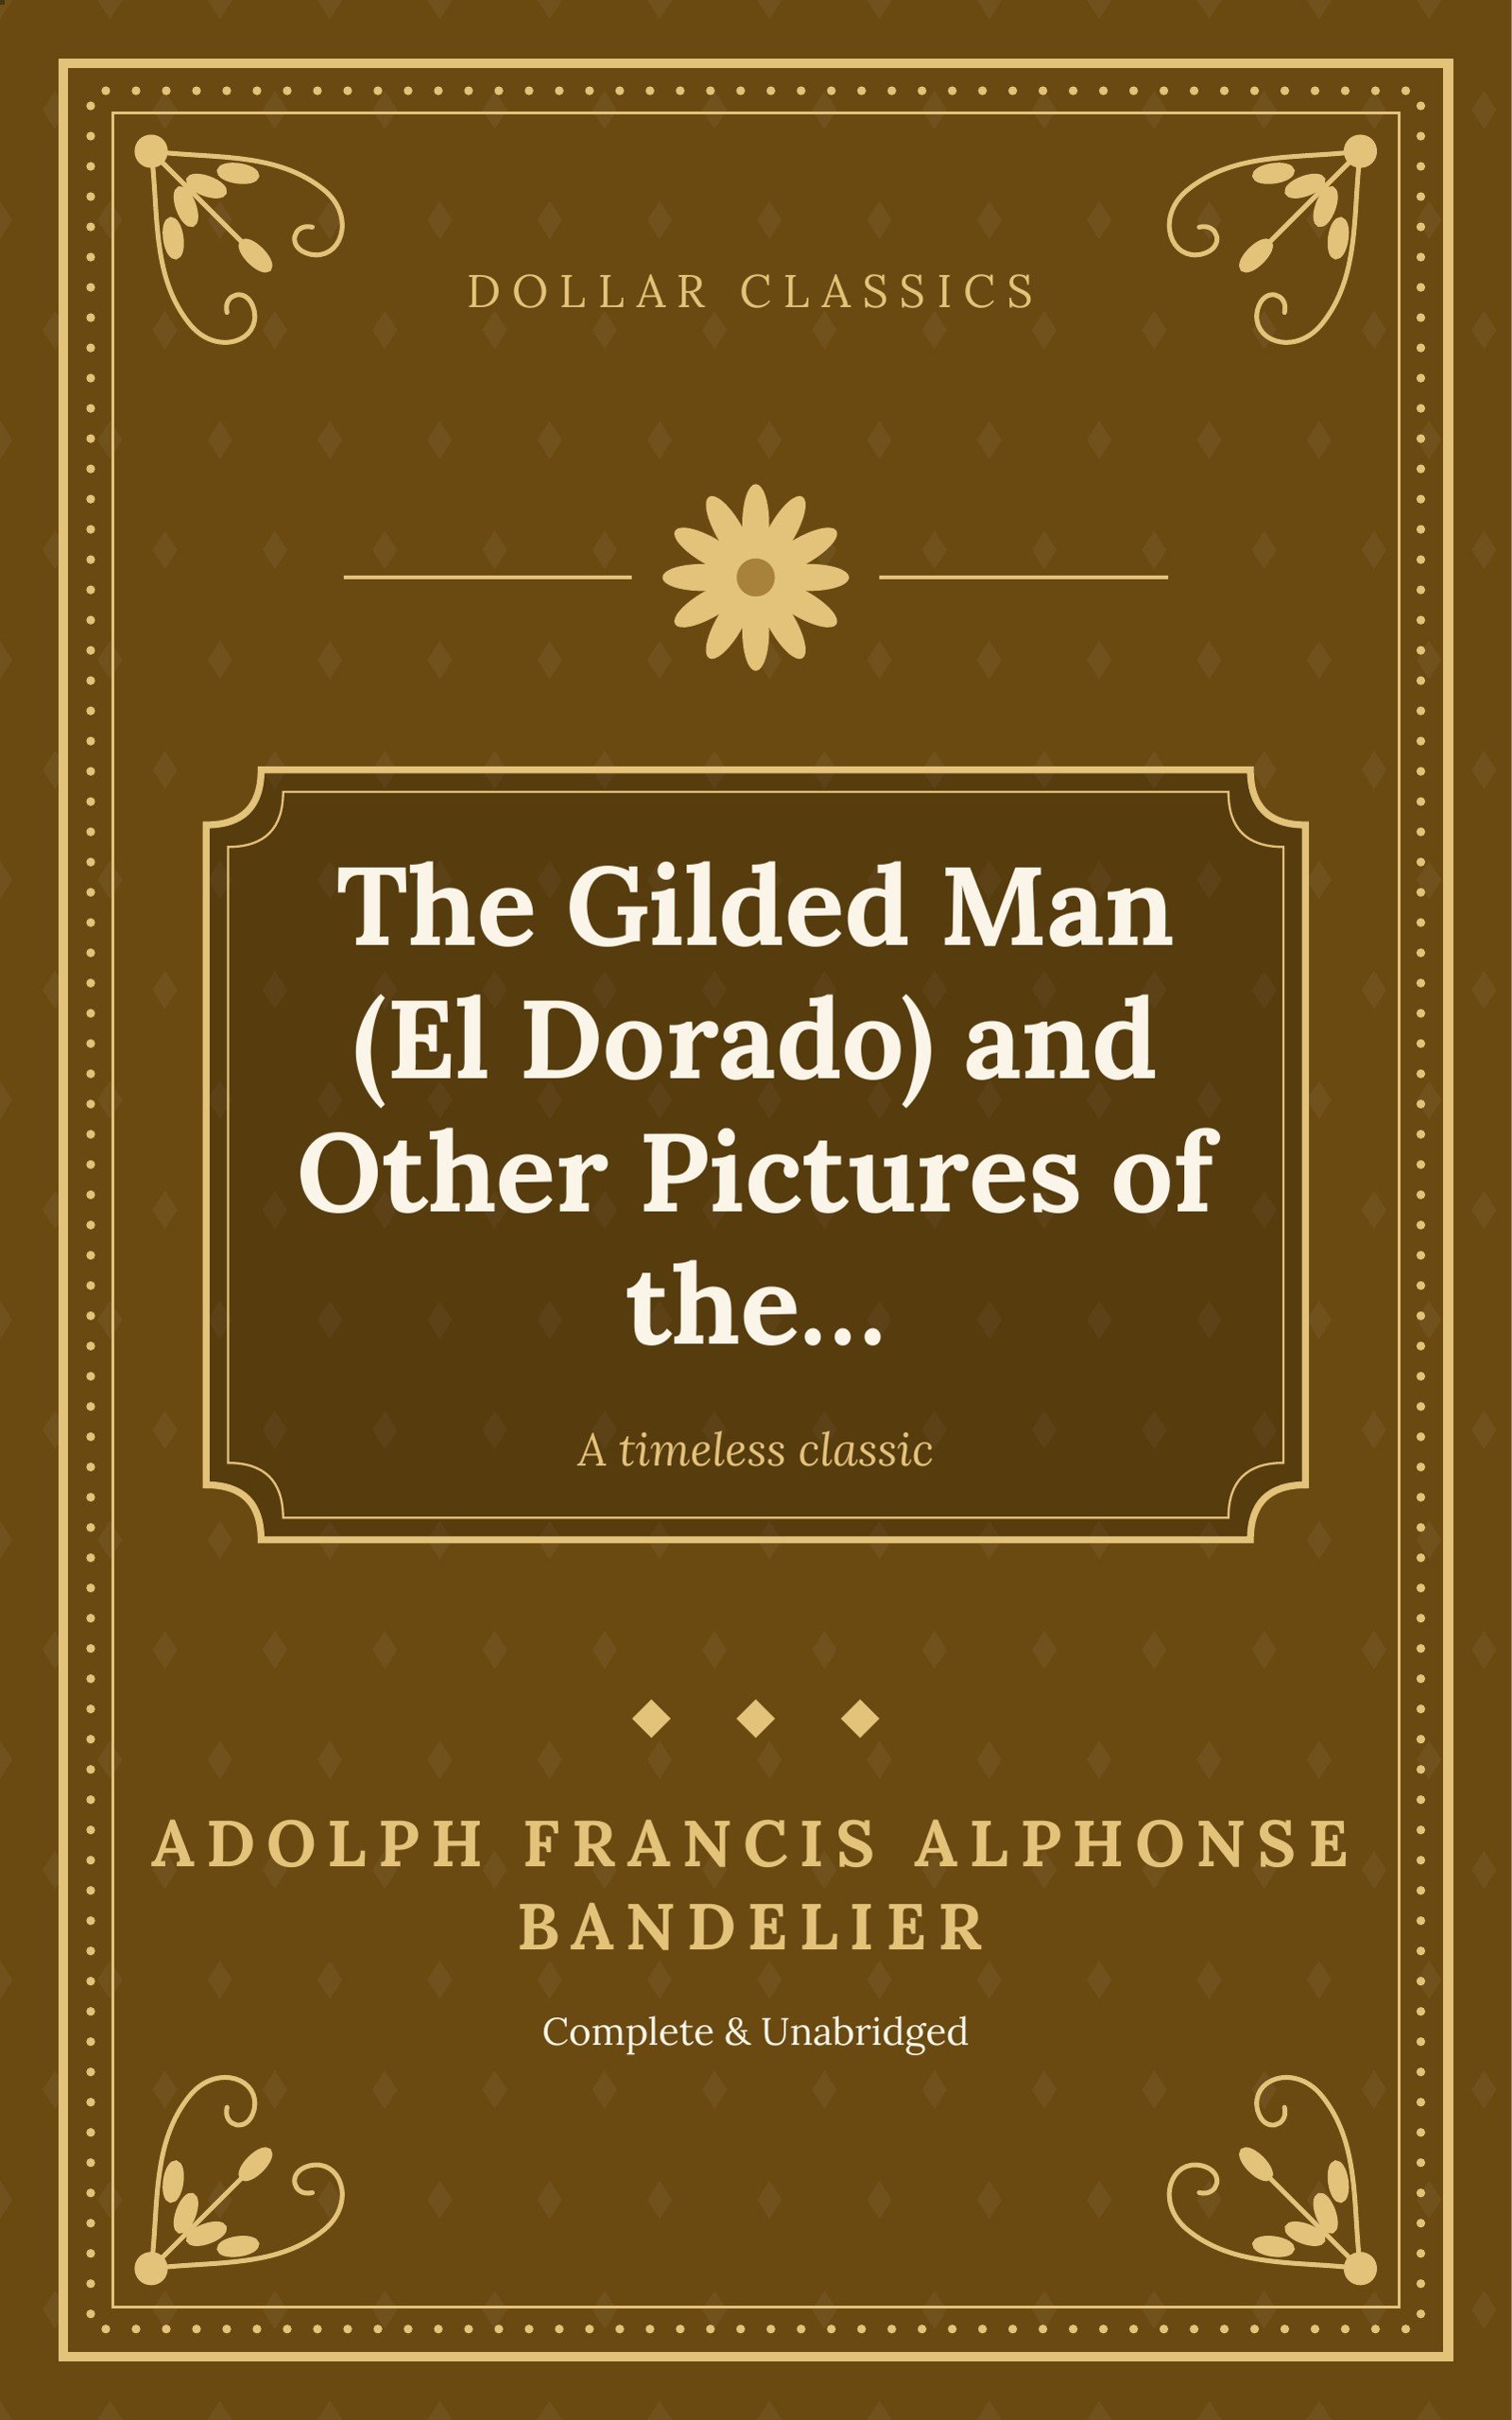 DOLLAR CLASSICS
The Gilded Man
(El Dorado) and
Other Pictures of
the...
A timeless classic
ADOLPH FRANCIS ALPHONSE
BANDELIER
Complete & Unabridged